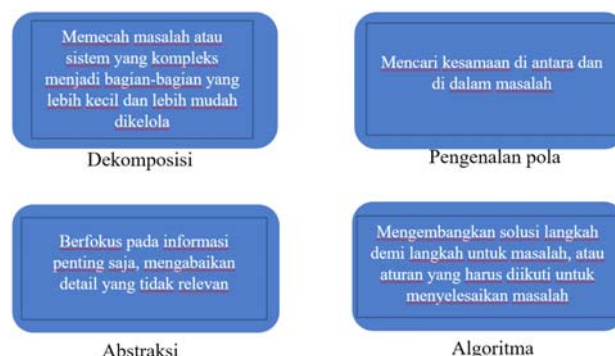 Memecah masalah atau
sistem yang kompleks
menjadi bagian-bagian yang
lebih kecil dan lebih mudah
dikelola
Dekomposisi
Mencari kesamaan di antara dan
di dalam masalah
Pengenalan pola
Berfokus pada informasi
penting saja, mengabaikan
detail yang tidak relevan
Abstraksi
Mengembangkan solusi langkah
demi langkah untuk masalah, atau
aturan yang harus diikuti untuk
menyelesaikan masalah
Algoritma